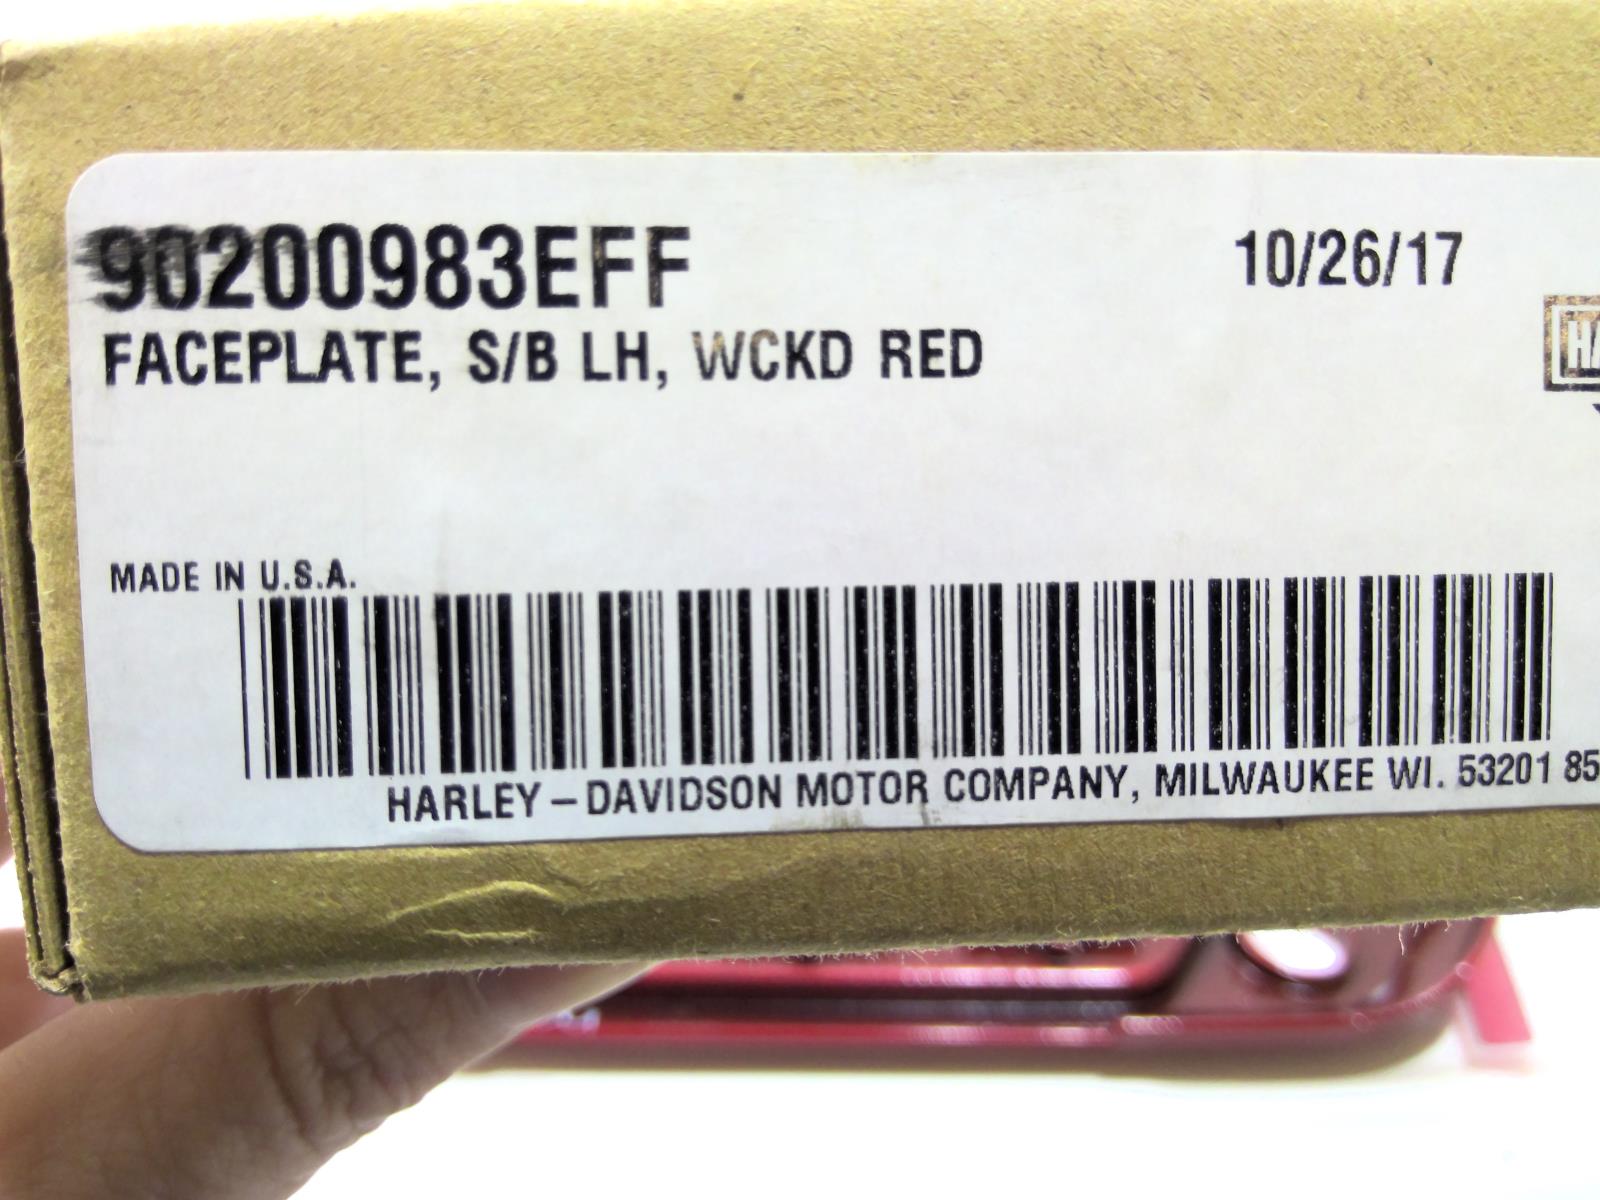 90200983EFF
10/26/17
FACEPLATE, S/B LH, WCKD RED
MADE IN U.S.A.
HARLEY-DAVIDSON MOTOR COMPANY, MILWAUKEE WI. 53201 85